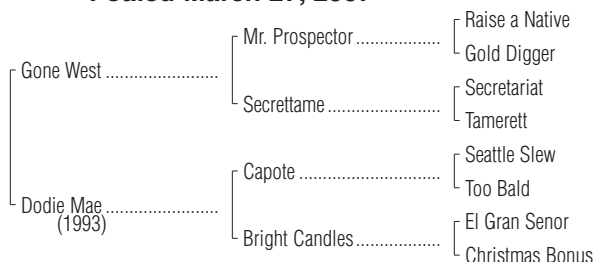 Raise a Native
Mr. Prospector ..................
Gold Digger
Gone West .......................
Secretariat
Secrettame .......................
Tamerett
Seattle Slew
Capote .............................
Too Bald
Dodie Mae .......................
(1993)
El Gran Senor
Bright Candles .................
Christmas Bonus